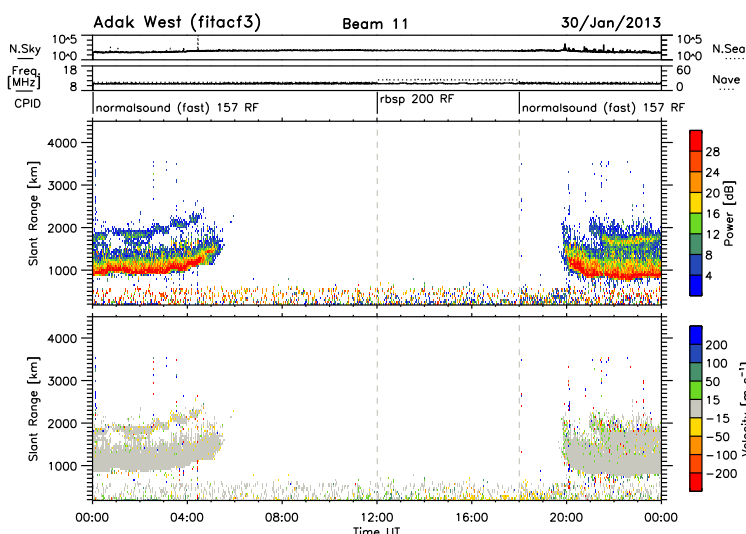 Adak West (fitacf3) Beam 11 30/Jan/2013
N.Sky 10^5 10^0 10^5 10^0 N.Sea
Freq. [MHz] 18 8 60 0 Nave
CPID normalsound (fast) 157 RF rbsp 200 RF normalsound (fast) 157 RF
Slant Range [km]
4000
3000
2000
1000
28
24
20
16
12
8
4
Power [dB]
Slant Range [km]
4000
3000
2000
1000
200
100
50
15
-15
-50
-100
-200
Velocity [m s^-1]
00:00 04:00 08:00 12:00 16:00 20:00 00:00
Time UT